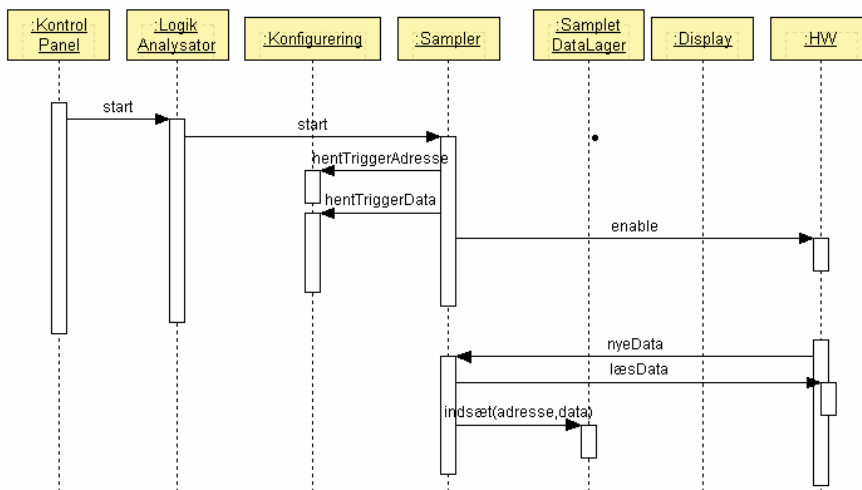 :Kontrol
Panel
:Logik
Analysator
:Konfigurering
:Sampler
:Samplet
DataLager
:Display
:HW
start
start
hentTriggerAdresse
hentTriggerData
enable
nyeData
læsData
indsæt(adresse,data)